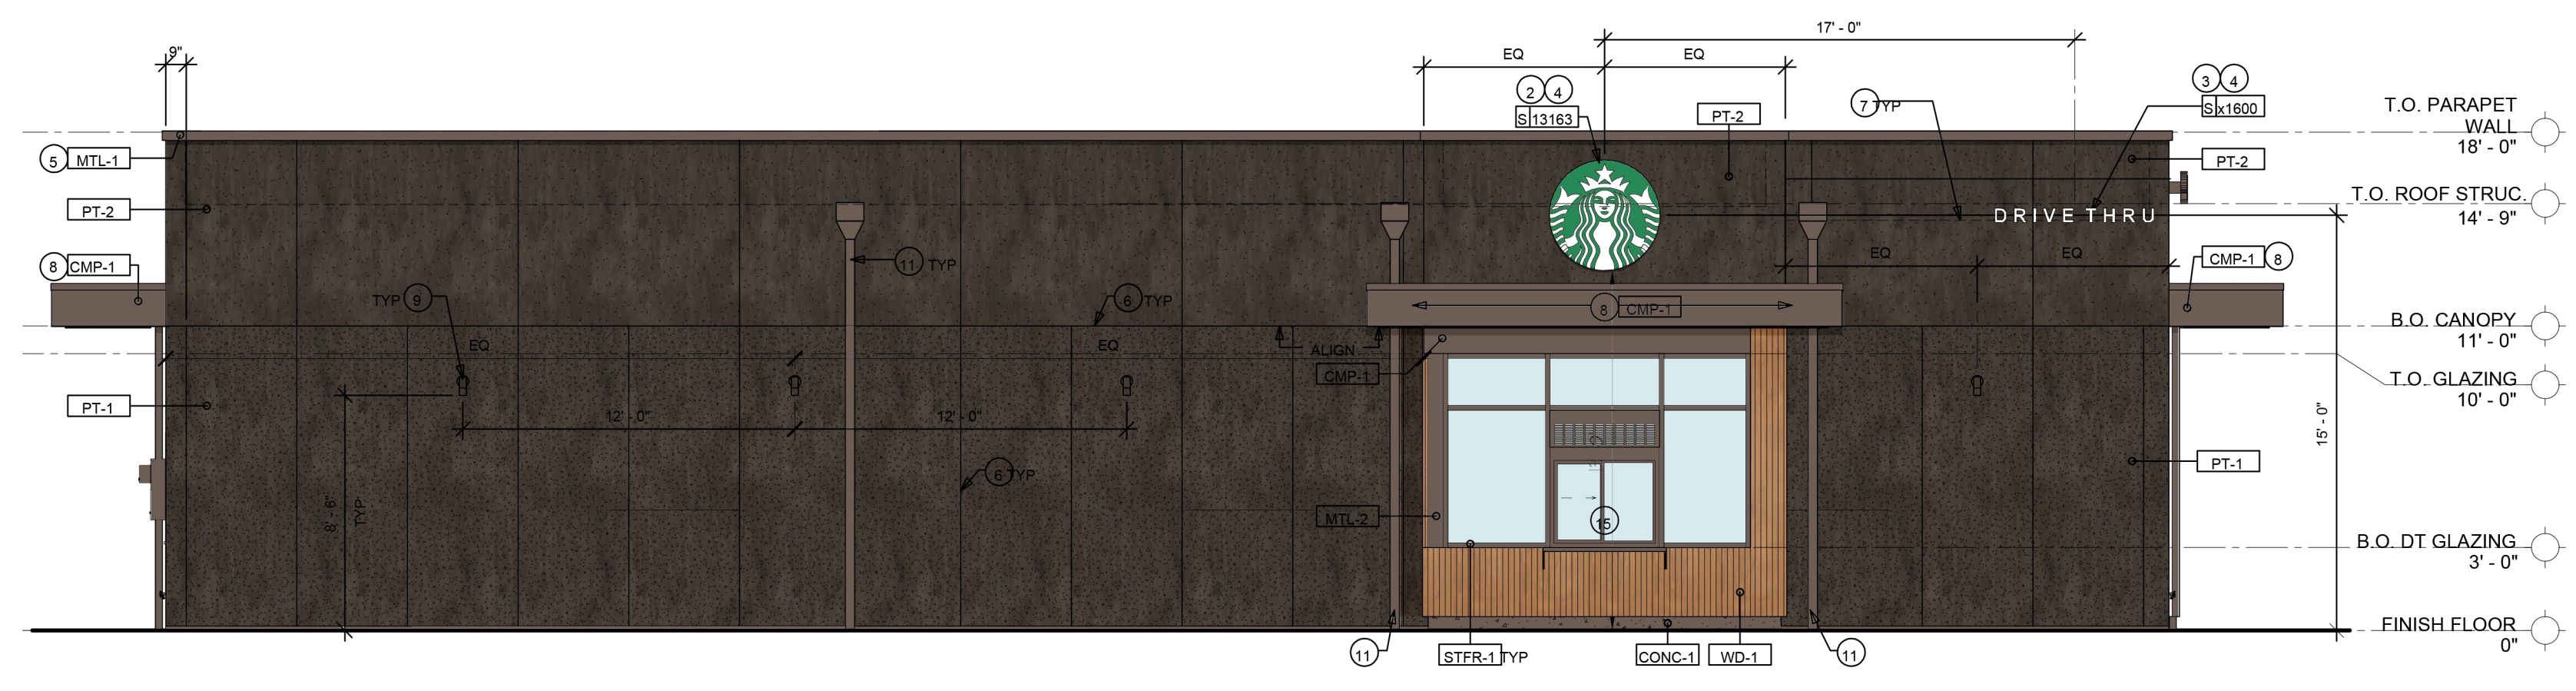 17' - 0"
9"
EQ
EQ
2
4
3
4
7 TYP
S 13163
PT-2
S x1600
T.O. PARAPET
WALL
18' - 0"
5
MTL-1
PT-2
PT-2
T.O. ROOF STRUC.
14' - 9"
DRIVE THRU
8
CMP-1
11 TYP
EQ
EQ
CMP-1
8
TYP 9
6 TYP
8
CMP-1
B.O. CANOPY
11' - 0"
EQ
EQ
ALIGN
CMP-1
T.O. GLAZING
10' - 0"
PT-1
12' - 0"
12' - 0"
15' - 0"
6 TYP
PT-1
8' - 6"
TYP
MTL-2
15
B.O. DT GLAZING
3' - 0"
FINISH FLOOR
0"
11
STFR-1 TYP
CONC-1
WD-1
11